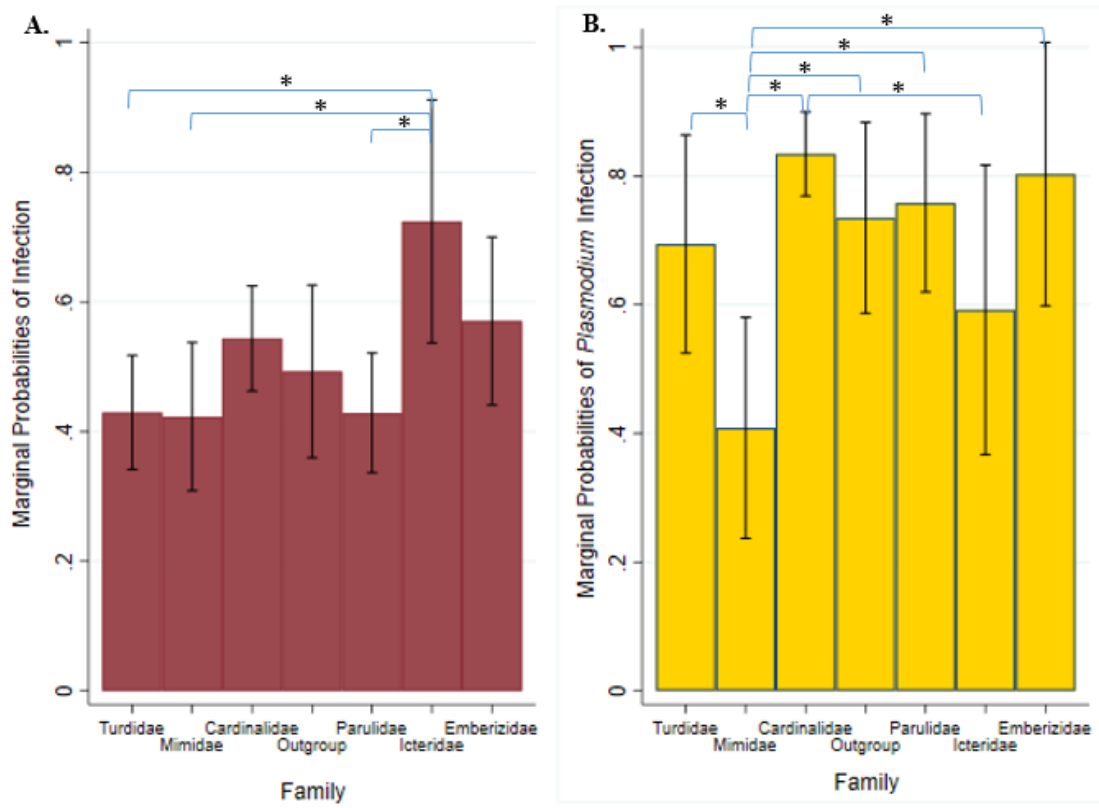 A.
Marginal Probabilities of Infection
1
.8
.6
.4
.2
0
*
*
*
Turdidae
Mimidae
Cardinalidae
Outgroup
Parulidae
Icteridae
Emberizidae
Family
B.
Marginal Probabilities of Plasmodium Infection
1
.8
.6
.4
.2
0
*
*
*
*
*
*
Turdidae
Mimidae
Cardinalidae
Outgroup
Parulidae
Icteridae
Emberizidae
Family